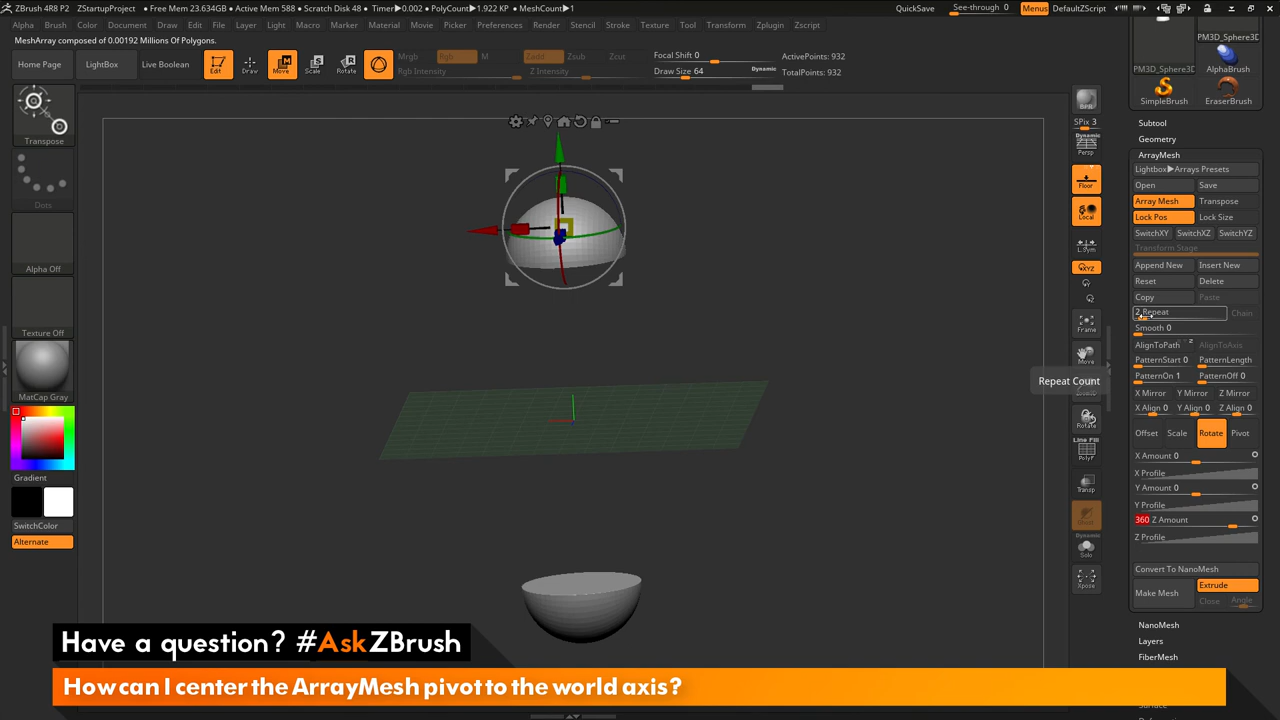 ZBrush 4R8 P2 ZStartupProject • Free Mem 23.634GB • Active Mem 588 • Scratch Disk 48 • Timer▶0.002 • PolyCount▶1.922 KP • MeshCount▶1 QuickSave See-through 0 Menus DefaultZScript
Alpha Brush Color Document Draw Edit File Layer Light Macro Marker Material Movie Picker Preferences Render Stencil Stroke Texture Tool Transform Zplugin Zscript
MeshArray composed of 0.00192 Millions Of Polygons.
Home Page LightBox Live Boolean Edit Draw Move Scale Rotate
Mrgb Rgb M Zadd Zsub Zcut
Rgb Intensity Z Intensity
Focal Shift 0
Draw Size 64 Dynamic
ActivePoints: 932
TotalPoints: 932
Transpose
Dots
Alpha Off
Texture Off
MatCap Gray
Gradient
SwitchColor
Alternate
BPR
SPix 3
Dynamic
Persp
Floor
Local
L.Sym
XYZ
Frame
Move
Rotate
Line Fill
PolyF
Transp
Ghost
Dynamic
Solo
Xpose
Repeat Count
PM3D_Sphere3D
PM3D_Sphere3D AlphaBrush
SimpleBrush EraserBrush
Subtool
Geometry
ArrayMesh
Lightbox▶Arrays Presets
Open Save
Array Mesh Transpose
Lock Pos Lock Size
SwitchXY SwitchXZ SwitchYZ
Transform Stage
Append New Insert New
Reset Delete
Copy Paste
2 Repeat Chain
Smooth 0
AlignToPath AlignToAxis
PatternStart 0 PatternLength
PatternOn 1 PatternOff 0
X Mirror Y Mirror Z Mirror
X Align 0 Y Align 0 Z Align 0
Offset Scale Rotate Pivot
X Amount 0
X Profile
Y Amount 0
Y Profile
360 Z Amount
Z Profile
Convert To NanoMesh
Make Mesh Extrude
Close Angle
NanoMesh
Layers
FiberMesh
Have a question? #AskZBrush
How can I center the ArrayMesh pivot to the world axis?